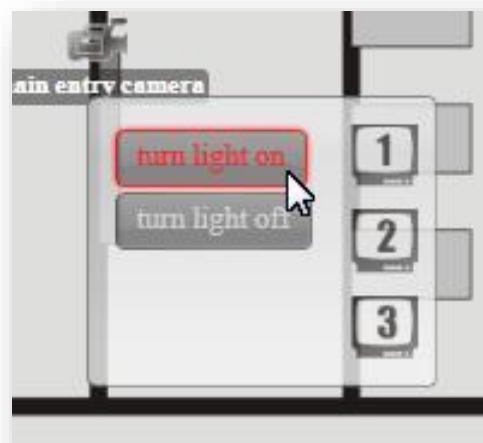 ain entry camera
turn light on
1
turn light off
2
3